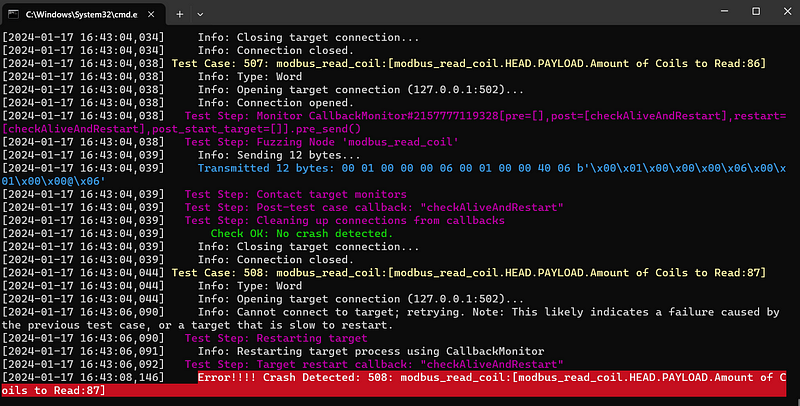 C:\Windows\System32\cmd.e
[2024-01-17 16:43:04,034] Info: Closing target connection...
[2024-01-17 16:43:04,034] Info: Connection closed.
[2024-01-17 16:43:04,038] Test Case: 507: modbus_read_coil:[modbus_read_coil.HEAD.PAYLOAD.Amount of Coils to Read:86]
[2024-01-17 16:43:04,038] Info: Type: Word
[2024-01-17 16:43:04,038] Info: Opening target connection (127.0.0.1:502)...
[2024-01-17 16:43:04,038] Info: Connection opened.
[2024-01-17 16:43:04,038] Test Step: Monitor CallbackMonitor#2157777119328[pre=[],post=[checkAliveAndRestart],restart=
[checkAliveAndRestart],post_start_target=[]].pre_send()
[2024-01-17 16:43:04,038] Test Step: Fuzzing Node 'modbus_read_coil'
[2024-01-17 16:43:04,039] Info: Sending 12 bytes...
[2024-01-17 16:43:04,039] Transmitted 12 bytes: 00 01 00 00 00 06 00 01 00 00 40 06 b'\x00\x01\x00\x00\x00\x06\x00\x
01\x00\x00@\x06'
[2024-01-17 16:43:04,039] Test Step: Contact target monitors
[2024-01-17 16:43:04,039] Test Step: Post-test case callback: "checkAliveAndRestart"
[2024-01-17 16:43:04,039] Test Step: Cleaning up connections from callbacks
[2024-01-17 16:43:04,039] Check OK: No crash detected.
[2024-01-17 16:43:04,039] Info: Closing target connection...
[2024-01-17 16:43:04,039] Info: Connection closed.
[2024-01-17 16:43:04,044] Test Case: 508: modbus_read_coil:[modbus_read_coil.HEAD.PAYLOAD.Amount of Coils to Read:87]
[2024-01-17 16:43:04,044] Info: Type: Word
[2024-01-17 16:43:04,044] Info: Opening target connection (127.0.0.1:502)...
[2024-01-17 16:43:06,090] Info: Cannot connect to target; retrying. Note: This likely indicates a failure caused by
the previous test case, or a target that is slow to restart.
[2024-01-17 16:43:06,090] Test Step: Restarting target
[2024-01-17 16:43:06,091] Info: Restarting target process using CallbackMonitor
[2024-01-17 16:43:06,092] Test Step: Target restart callback: "checkAliveAndRestart"
[2024-01-17 16:43:08,146] Error!!!! Crash Detected: 508: modbus_read_coil:[modbus_read_coil.HEAD.PAYLOAD.Amount of C
oils to Read:87]